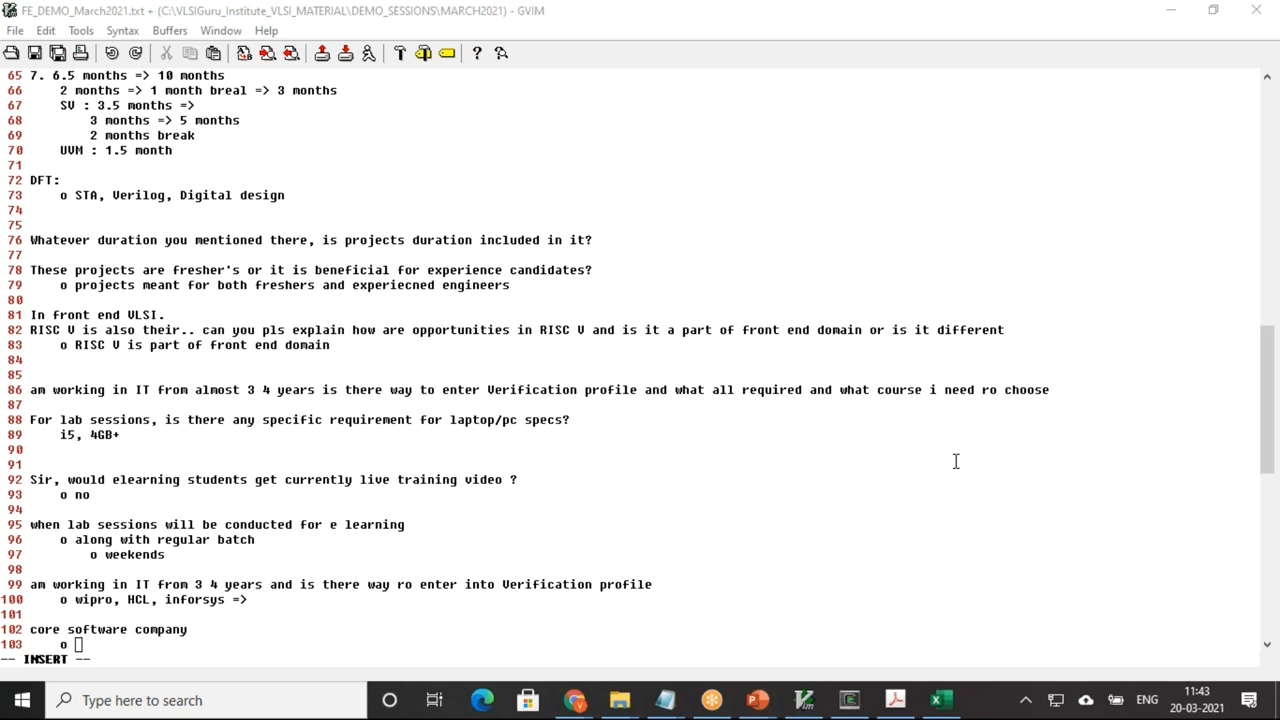 FE_DEMO_March2021.txt + (C:\VLSIGuru_Institute_VLSI_MATERIAL\DEMO_SESSIONS\MARCH2021) - GVIM
File Edit Tools Syntax Buffers Window Help
65 7. 6.5 months => 10 months
66 2 months => 1 month breal => 3 months
67 SV : 3.5 months =>
68 3 months => 5 months
69 2 months break
70 UVM : 1.5 month
71
72 DFT:
73 o STA, Verilog, Digital design
74
75
76 Whatever duration you mentioned there, is projects duration included in it?
77
78 These projects are fresher's or it is beneficial for experience candidates?
79 o projects meant for both freshers and experiecned engineers
80
81 In front end VLSI.
82 RISC V is also their.. can you pls explain how are opportunities in RISC V and is it a part of front end domain or is it different
83 o RISC V is part of front end domain
84
85
86 am working in IT from almost 3 4 years is there way to enter Verification profile and what all required and what course i need ro choose
87
88 For lab sessions, is there any specific requirement for laptop/pc specs?
89 i5, 4GB+
90
91
92 Sir, would elearning students get currently live training video ?
93 o no
94
95 when lab sessions will be conducted for e learning
96 o along with regular batch
97 o weekends
98
99 am working in IT from 3 4 years and is there way ro enter into Verification profile
100 o wipro, HCL, inforsys =>
101
102 core software company
103 o
-- INSERT --
Type here to search
ENG
11:43
20-03-2021